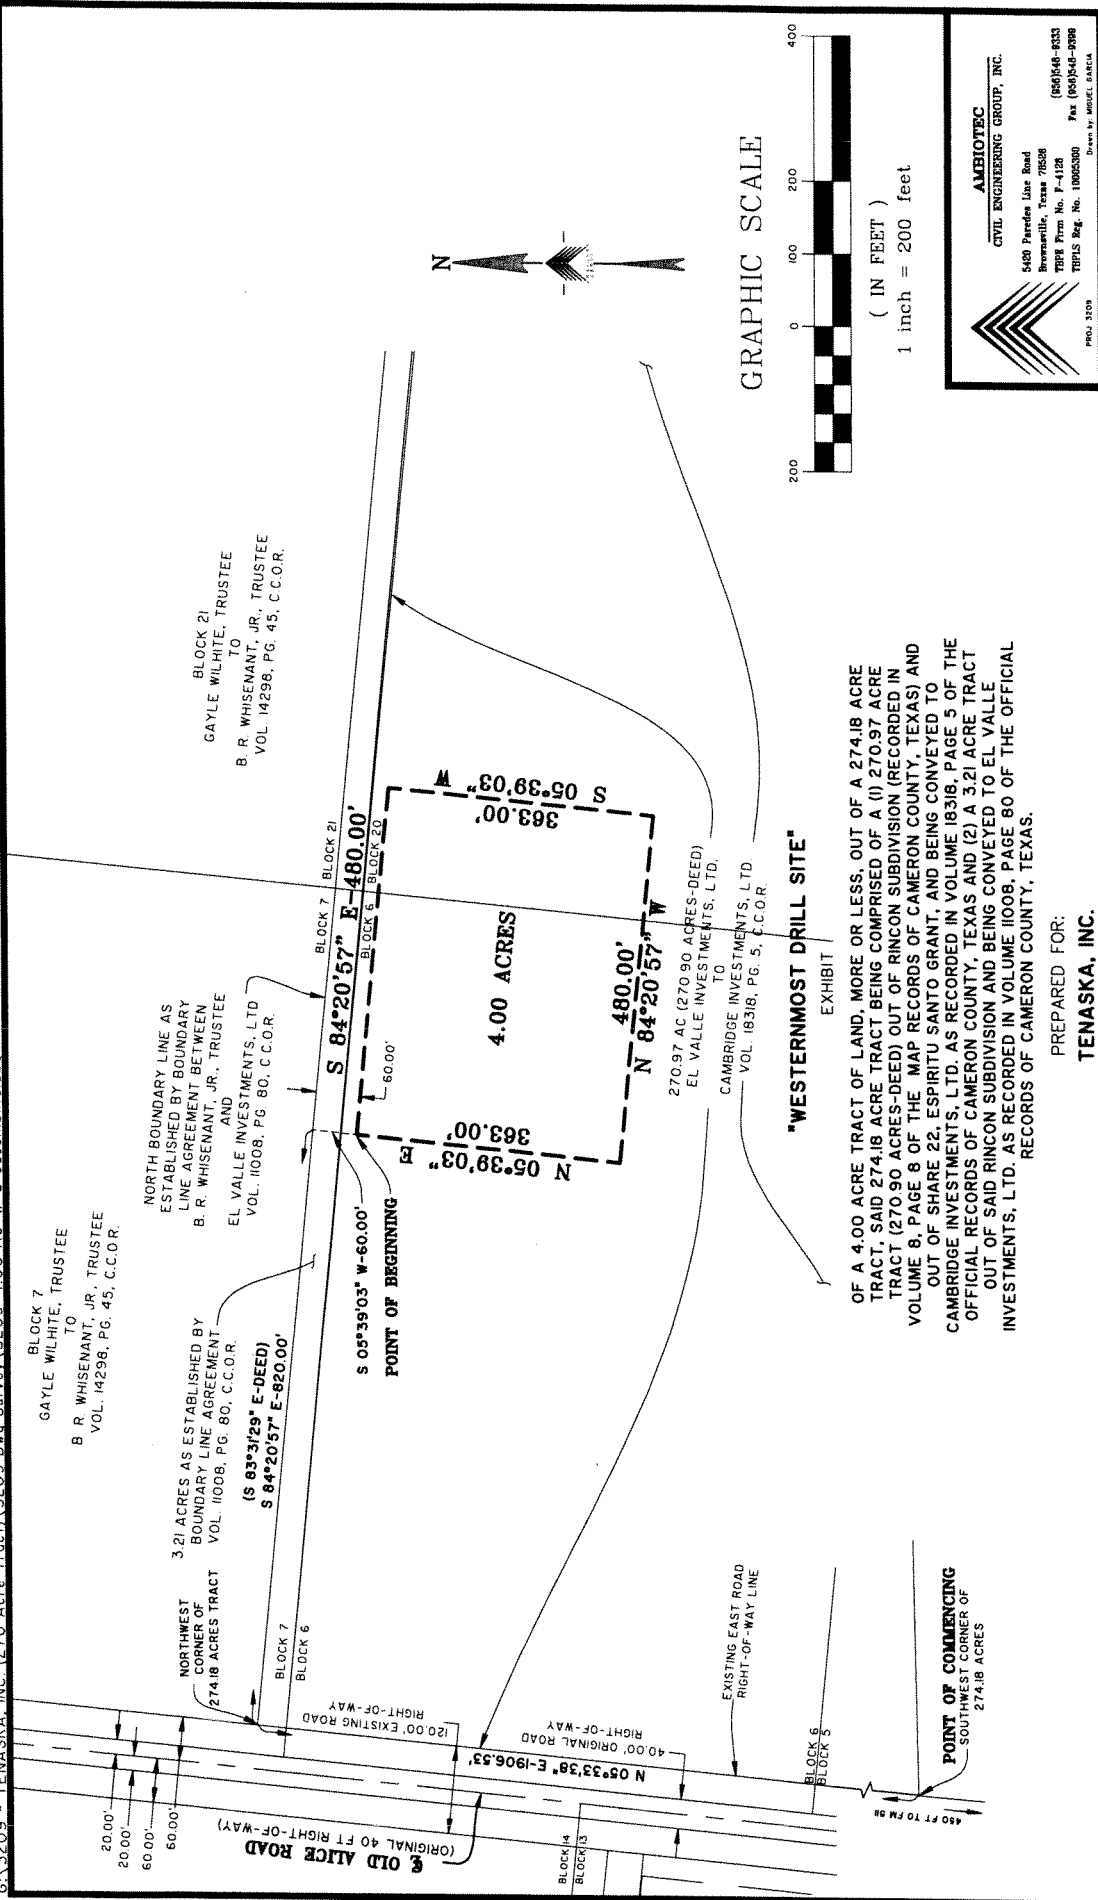 BLOCK 7
GAYLE WILHITE, TRUSTEE
TO
B R. WHISENANT, JR., TRUSTEE
VOL. 14298, PG. 45, C.C.O.R.
BLOCK 21
GAYLE WILHITE, TRUSTEE
TO
B. R. WHISENANT, JR., TRUSTEE
VOL. 14298, PG. 45, C.C.O.R.
NORTH BOUNDARY LINE AS
ESTABLISHED BY BOUNDARY
LINE AGREEMENT BETWEEN
B. R. WHISENANT, JR., TRUSTEE
AND
EL VALLE INVESTMENTS, LTD
VOL. 11008, PG. 80, C.C.O.R.
3.21 ACRES AS ESTABLISHED BY
BOUNDARY LINE AGREEMENT
VOL. 11008, PG. 80, C.C.O.R.
(S 83°31'29" E-DEED)
S 84°20'57" E-820.00'
NORTHWEST
CORNER OF
274.18 ACRES TRACT
BLOCK 7
BLOCK 6
BLOCK 7
BLOCK 21
S 84°20'57" E-480.00'
BLOCK 6
BLOCK 20
60.00'
S 05°39'03" W-60.00'
POINT OF BEGINNING
N 05°39'03" E
363.00'
4.00 ACRES
363.00'
S 05°39'03" W
480.00'
N 84°20'57" W
270.97 AC (270.90 ACRES-DEED)
EL VALLE INVESTMENTS, LTD.
TO
CAMBRIDGE INVESTMENTS, LTD.
VOL. 18318, PG. 5, C.C.O.R.
20.00'
20.00'
60.00'
60.00'
℄ OLD ALICE ROAD
(ORIGINAL 40 FT RIGHT-OF-WAY)
120.00' EXISTING ROAD
RIGHT-OF-WAY
N 05°33'38" E-1906.53'
40.00' ORIGINAL ROAD
RIGHT-OF-WAY
EXISTING EAST ROAD
RIGHT-OF-WAY LINE
BLOCK 14
BLOCK 13
BLOCK 6
BLOCK 5
450 FT TO FM 511
POINT OF COMMENCING
SOUTHWEST CORNER OF
274.18 ACRES
N
"WESTERNMOST DRILL SITE"
EXHIBIT
OF A 4.00 ACRE TRACT OF LAND, MORE OR LESS, OUT OF A 274.18 ACRE
TRACT, SAID 274.18 ACRE TRACT BEING COMPRISED OF A (1) 270.97 ACRE
TRACT (270.90 ACRES-DEED) OUT OF RINCON SUBDIVISION (RECORDED IN
VOLUME 8, PAGE 8 OF THE MAP RECORDS OF CAMERON COUNTY, TEXAS) AND
OUT OF SHARE 22, ESPIRITU SANTO GRANT, AND BEING CONVEYED TO
CAMBRIDGE INVESTMENTS, LTD. AS RECORDED IN VOLUME 18318, PAGE 5 OF THE
OFFICIAL RECORDS OF CAMERON COUNTY, TEXAS AND (2) A 3.21 ACRE TRACT
OUT OF SAID RINCON SUBDIVISION AND BEING CONVEYED TO EL VALLE
INVESTMENTS, LTD. AS RECORDED IN VOLUME 11008, PAGE 80 OF THE OFFICIAL
RECORDS OF CAMERON COUNTY, TEXAS.
PREPARED FOR:
TENASKA, INC.
GRAPHIC SCALE
200 0 100 200 400
( IN FEET )
1 inch = 200 feet
AMBIOTEC
CIVIL ENGINEERING GROUP, INC.
5420 Paredes Line Road
Brownsville, Texas 78526
TBPE Firm No. F-4126 (956)548-9333
TBPLS Reg. No. 10005300 Fax (956)548-9399
PROJ 3209 Drawn by: MIGUEL GARCIA